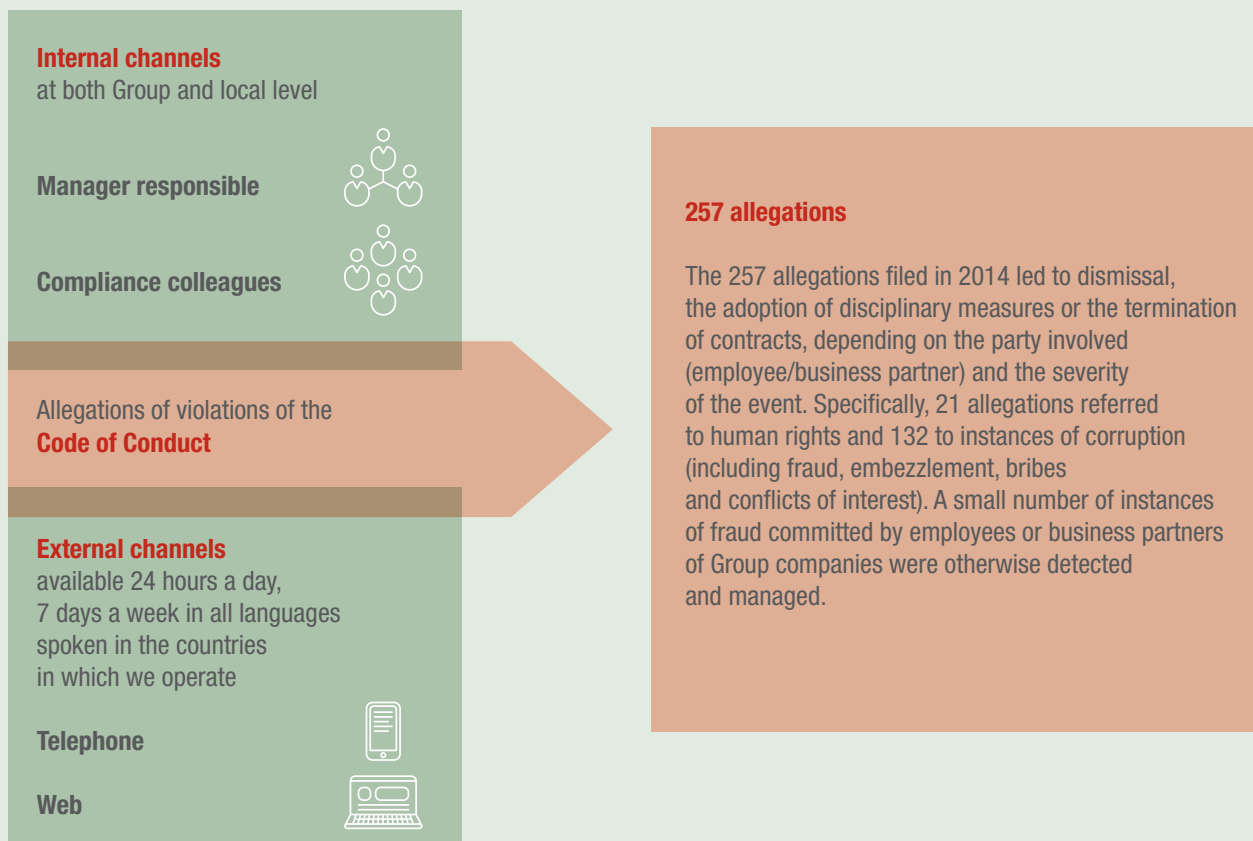 Internal channels
at both Group and local level
Manager responsible
Compliance colleagues
Allegations of violations of the
Code of Conduct
External channels
available 24 hours a day,
7 days a week in all languages
spoken in the countries
in which we operate
Telephone
Web
257 allegations
The 257 allegations filed in 2014 led to dismissal,
the adoption of disciplinary measures or the termination
of contracts, depending on the party involved
(employee/business partner) and the severity
of the event. Specifically, 21 allegations referred
to human rights and 132 to instances of corruption
(including fraud, embezzlement, bribes
and conflicts of interest). A small number of instances
of fraud committed by employees or business partners
of Group companies were otherwise detected
and managed.